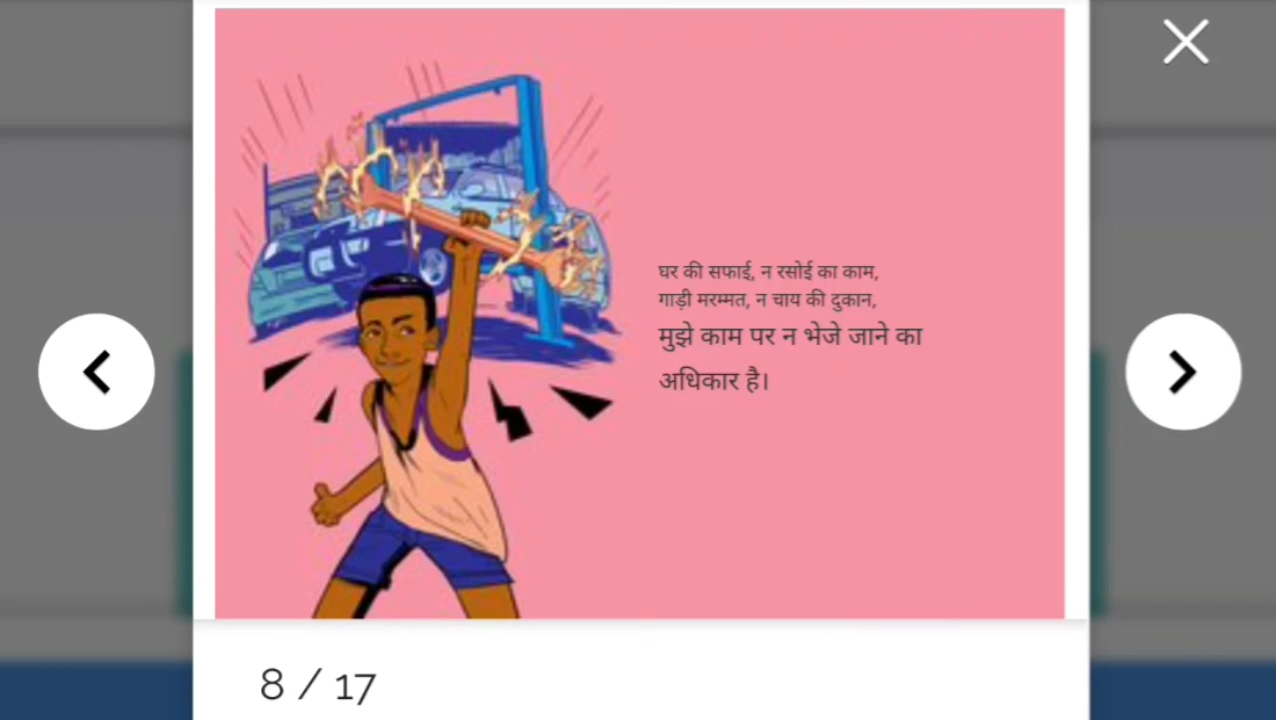 घर की सफाई, न रसोई का काम,
गाड़ी मरम्मत, न चाय की दुकान,
मुझे काम पर न भेजे जाने का
अधिकार है।
8 / 17